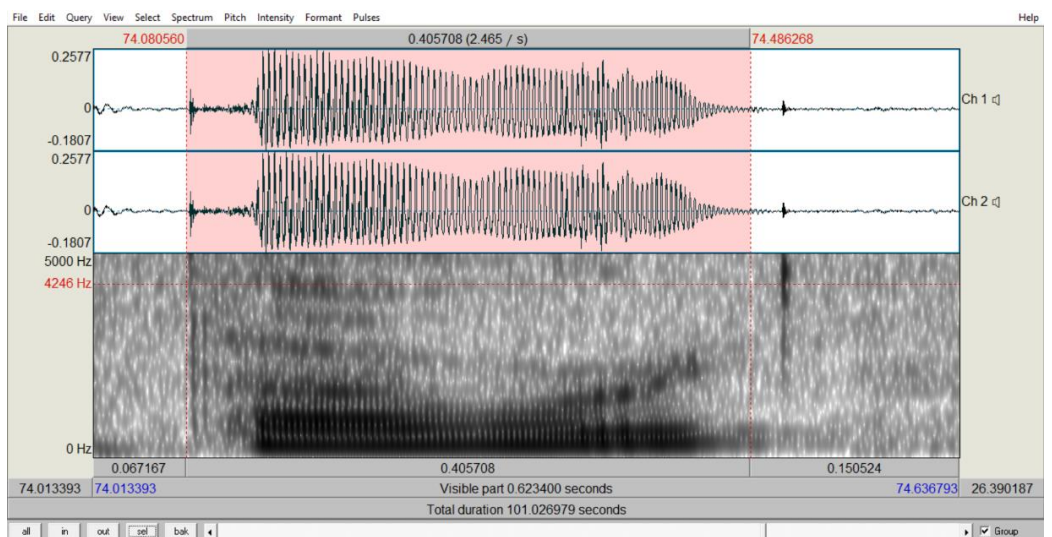 File Edit Query View Select Spectrum Pitch Intensity Formant Pulses Help
74.080560 0.405708 (2.465 / s) 74.486268
0.2577
0
-0.1807
Ch 1
0.2577
0
-0.1807
Ch 2
5000 Hz
4246 Hz
0 Hz
0.067167 0.405708 0.150524
74.013393 74.013393 Visible part 0.623400 seconds 74.636793 26.390187
Total duration 101.026979 seconds
all in out sel bak Group